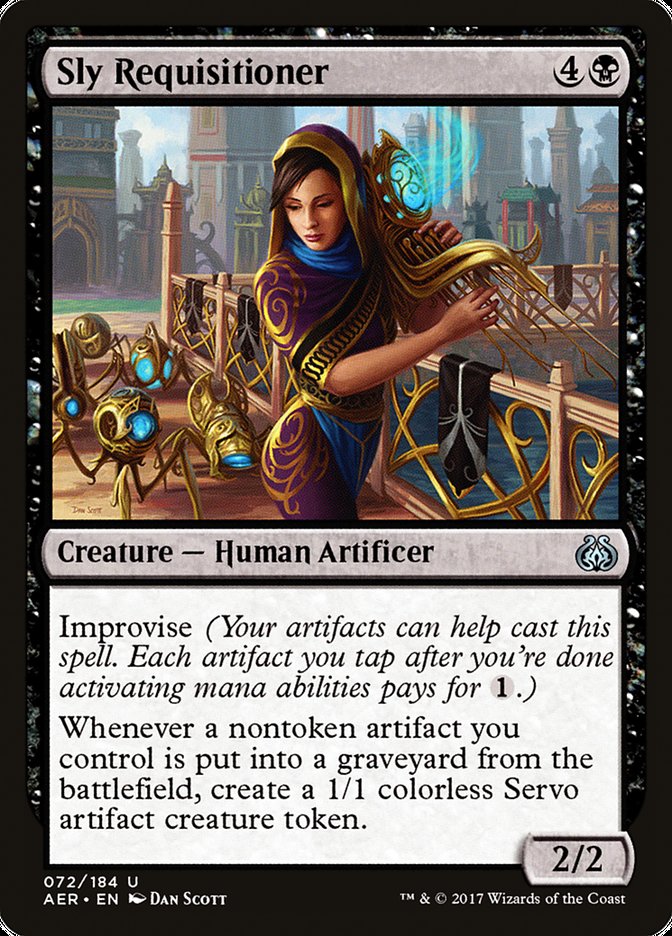 Sly Requisitioner 4
DAN SCOTT
Creature — Human Artificer
Improvise (Your artifacts can help cast this
spell. Each artifact you tap after you're done
activating mana abilities pays for 1.)
Whenever a nontoken artifact you
control is put into a graveyard from the
battlefield, create a 1/1 colorless Servo
artifact creature token.
2/2
072/184 U
AER • EN DAN SCOTT
™ & © 2017 Wizards of the Coast